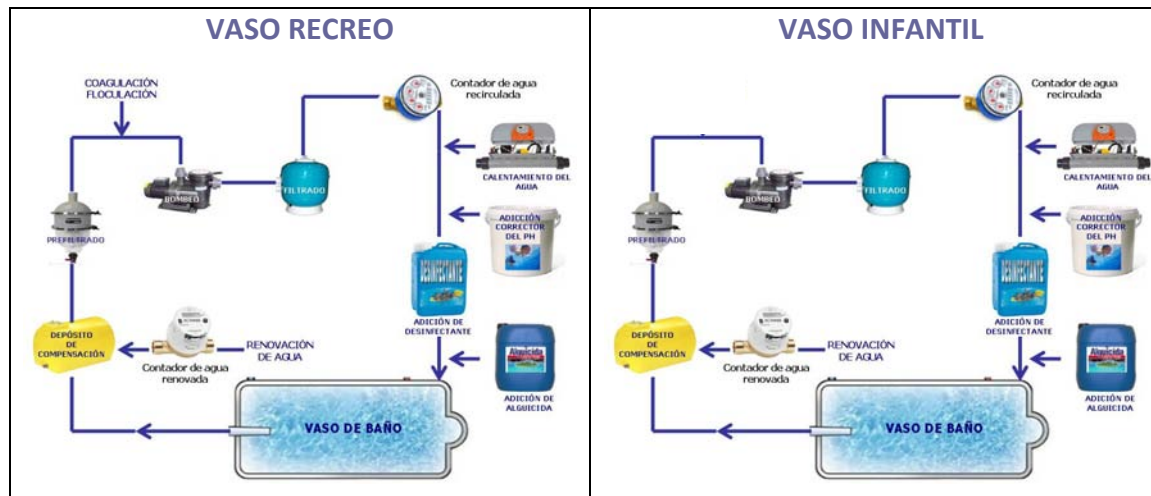 VASO RECREO
COAGULACIÓN
FLOCULACIÓN
Contador de agua
recirculada
CALENTAMIENTO DEL
AGUA
BOMBEO
FILTRADO
ADICCIÓN
CORRECTOR
DEL PH
PREFILTRADO
DESINFECTANTE
ADICIÓN DE
DESINFECTANTE
DEPÓSITO
DE
COMPENSACIÓN
RENOVACIÓN
DE AGUA
Contador de agua
renovada
Alguicida
ADICIÓN DE
ALGUICIDA
VASO DE BAÑO
VASO INFANTIL
Contador de agua
recirculada
CALENTAMIENTO DEL
AGUA
BOMBEO
FILTRADO
ADICCIÓN
CORRECTOR
DEL PH
PREFILTRADO
DESINFECTANTE
ADICIÓN DE
DESINFECTANTE
DEPÓSITO
DE
COMPENSACIÓN
RENOVACIÓN
DE AGUA
Contador de agua
renovada
Alguicida
ADICIÓN DE
ALGUICIDA
VASO DE BAÑO